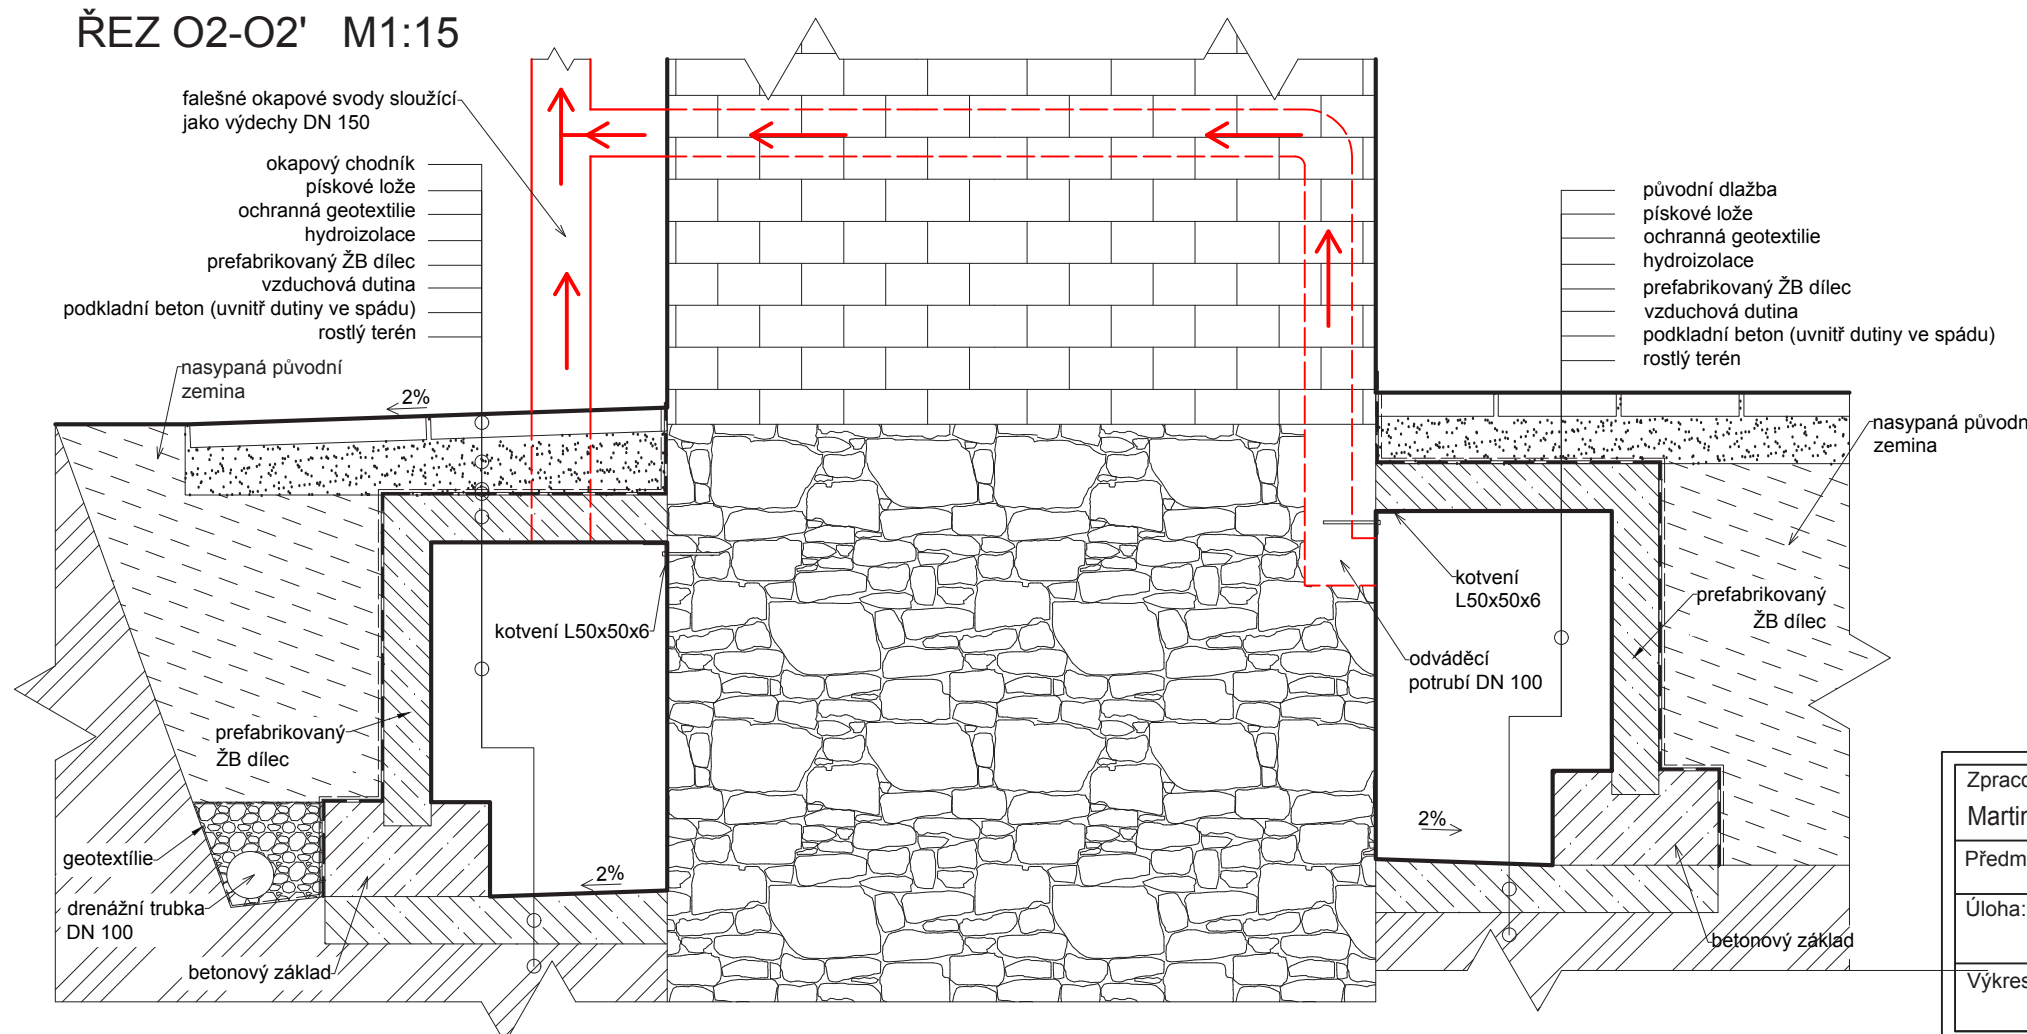 ŘEZ O2-O2' M1:15
falešné okapové svody sloužící
jako výdechy DN 150
okapový chodník
pískové lože
ochranná geotextilie
hydroizolace
prefabrikovaný ŽB dílec
vzduchová dutina
podkladní beton (uvnitř dutiny ve spádu)
rostlý terén
nasypaná původní
zemina
2%
původní dlažba
pískové lože
ochranná geotextilie
hydroizolace
prefabrikovaný ŽB dílec
vzduchová dutina
podkladní beton (uvnitř dutiny ve spádu)
rostlý terén
nasypaná původn
zemina
kotvení L50x50x6
kotvení
L50x50x6
prefabrikovaný
ŽB dílec
odváděcí
potrubí DN 100
prefabrikovaný
ŽB dílec
2%
2%
geotextílie
drenážní trubka
DN 100
betonový základ
betonový základ
Zpraco
Martin
Předm
Úloha:
Výkres